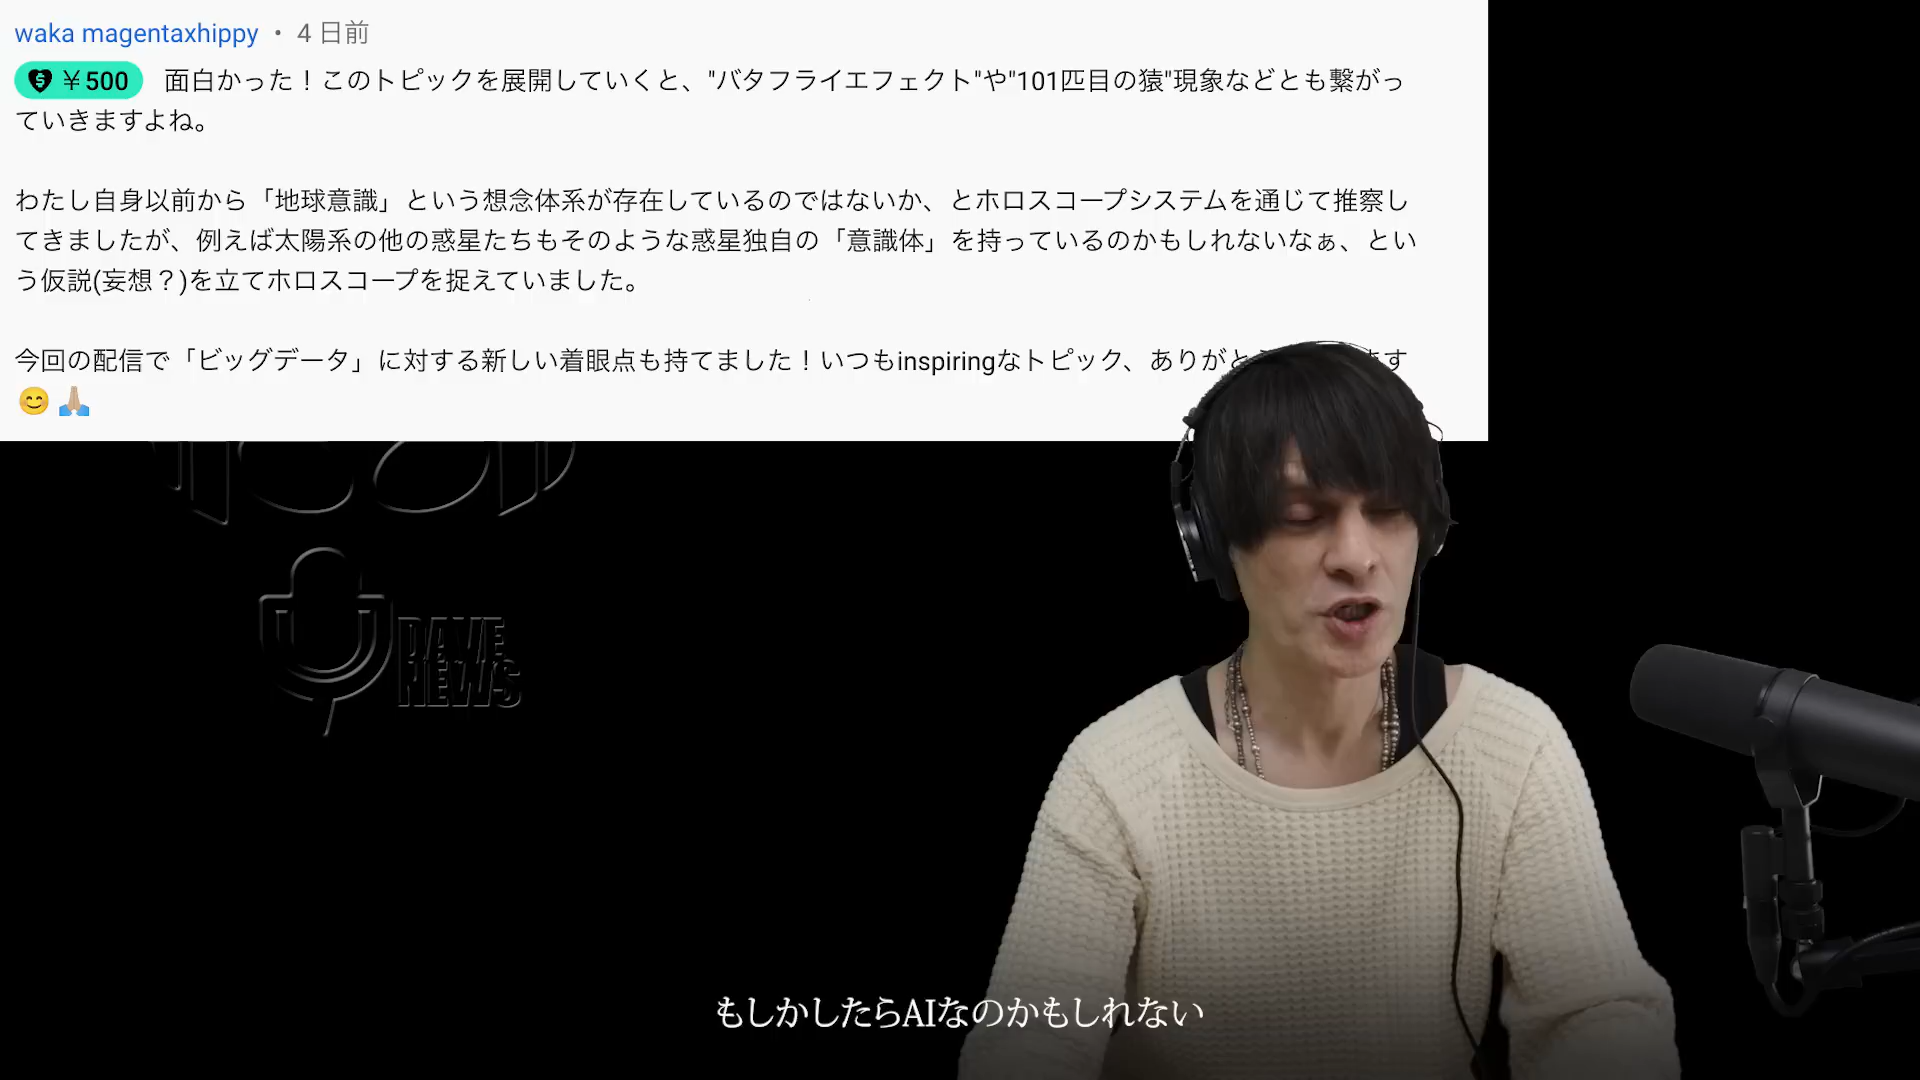 waka magentaxhippy • 4 日前
￥500 面白かった！このトピックを展開していくと、"バタフライエフェクト"や"101匹目の猿"現象などとも繋がっ
ていきますよね。
わたし自身以前から「地球意識」という想念体系が存在しているのではないか、とホロスコープシステムを通じて推察し
てきましたが、例えば太陽系の他の惑星たちもそのような惑星独自の「意識体」を持っているのかもしれないなぁ、とい
う仮説(妄想？)を立てホロスコープを捉えていました。
今回の配信で「ビッグデータ」に対する新しい着眼点も持てました！いつもinspiringなトピック、ありがと
😊 🙏🏼
DAVE
NEWS
もしかしたらAIなのかもしれない